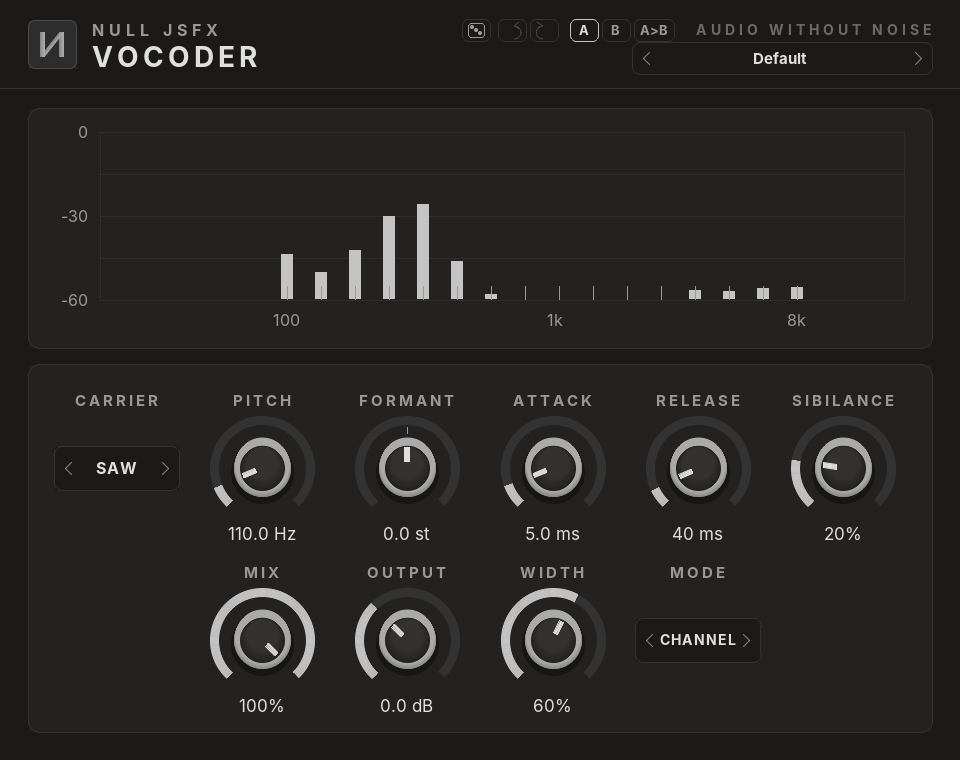 NULL JSFX
VOCODER
A B A>B AUDIO WITHOUT NOISE
Default
0
-30
-60
100 1k 8k
CARRIER PITCH FORMANT ATTACK RELEASE SIBILANCE
SAW
110.0 Hz 0.0 st 5.0 ms 40 ms 20%
MIX OUTPUT WIDTH MODE
CHANNEL
100% 0.0 dB 60%